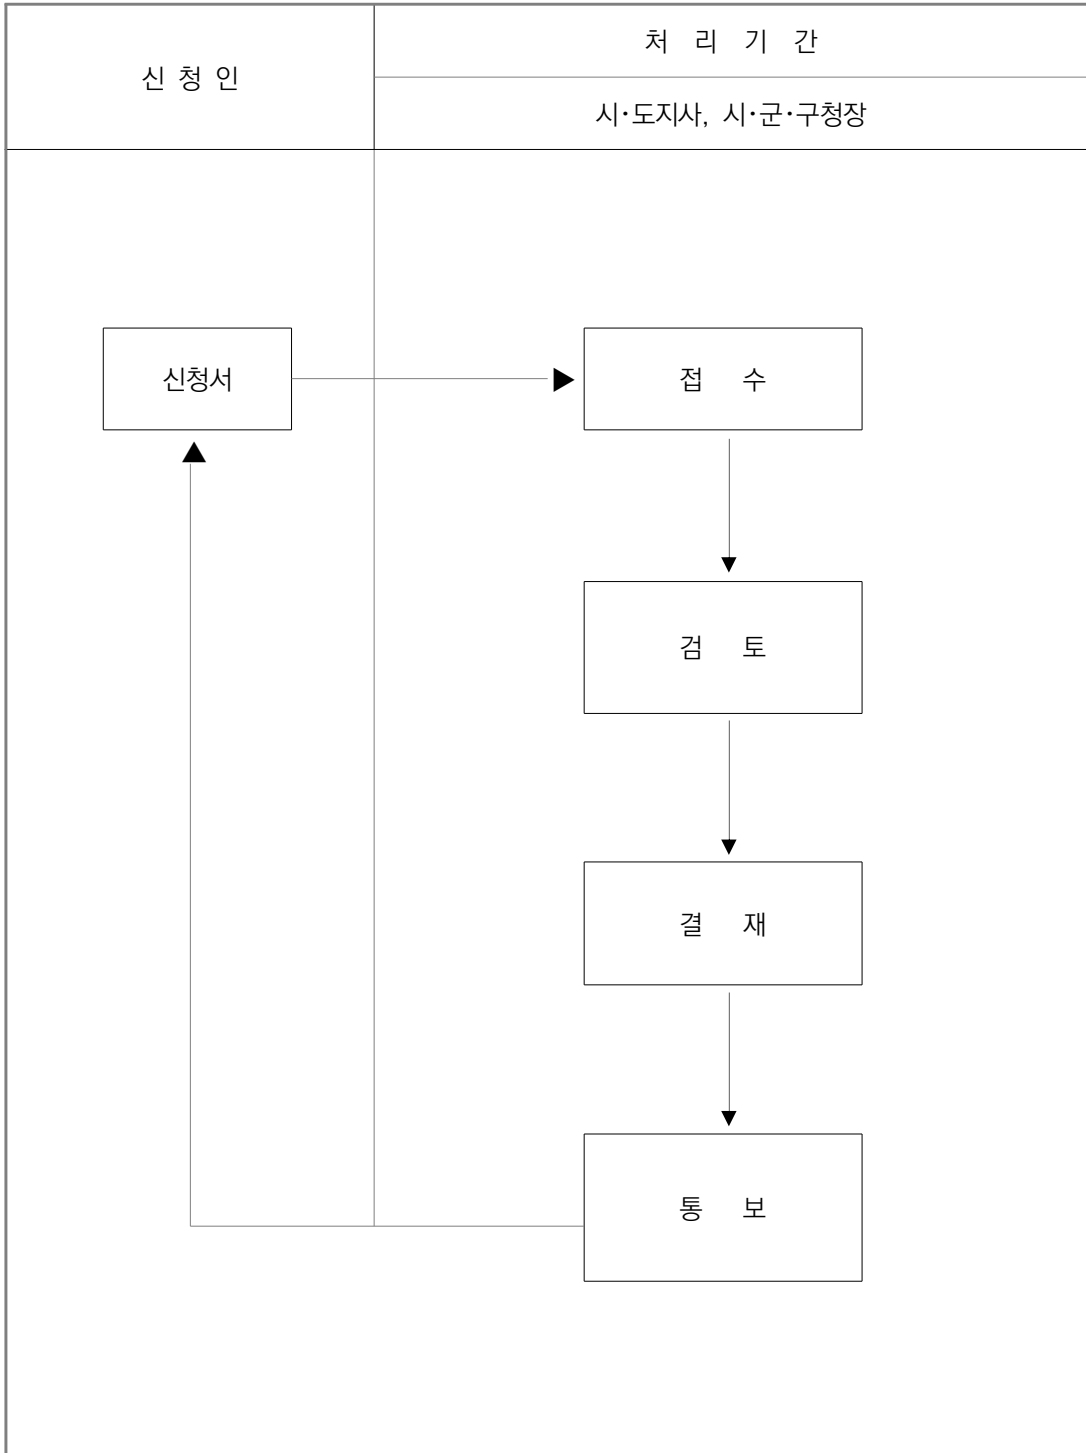 신 청 인
처 리 기 간
시·도지사, 시·군·구청장
신청서
접 수
검 토
결 재
통 보